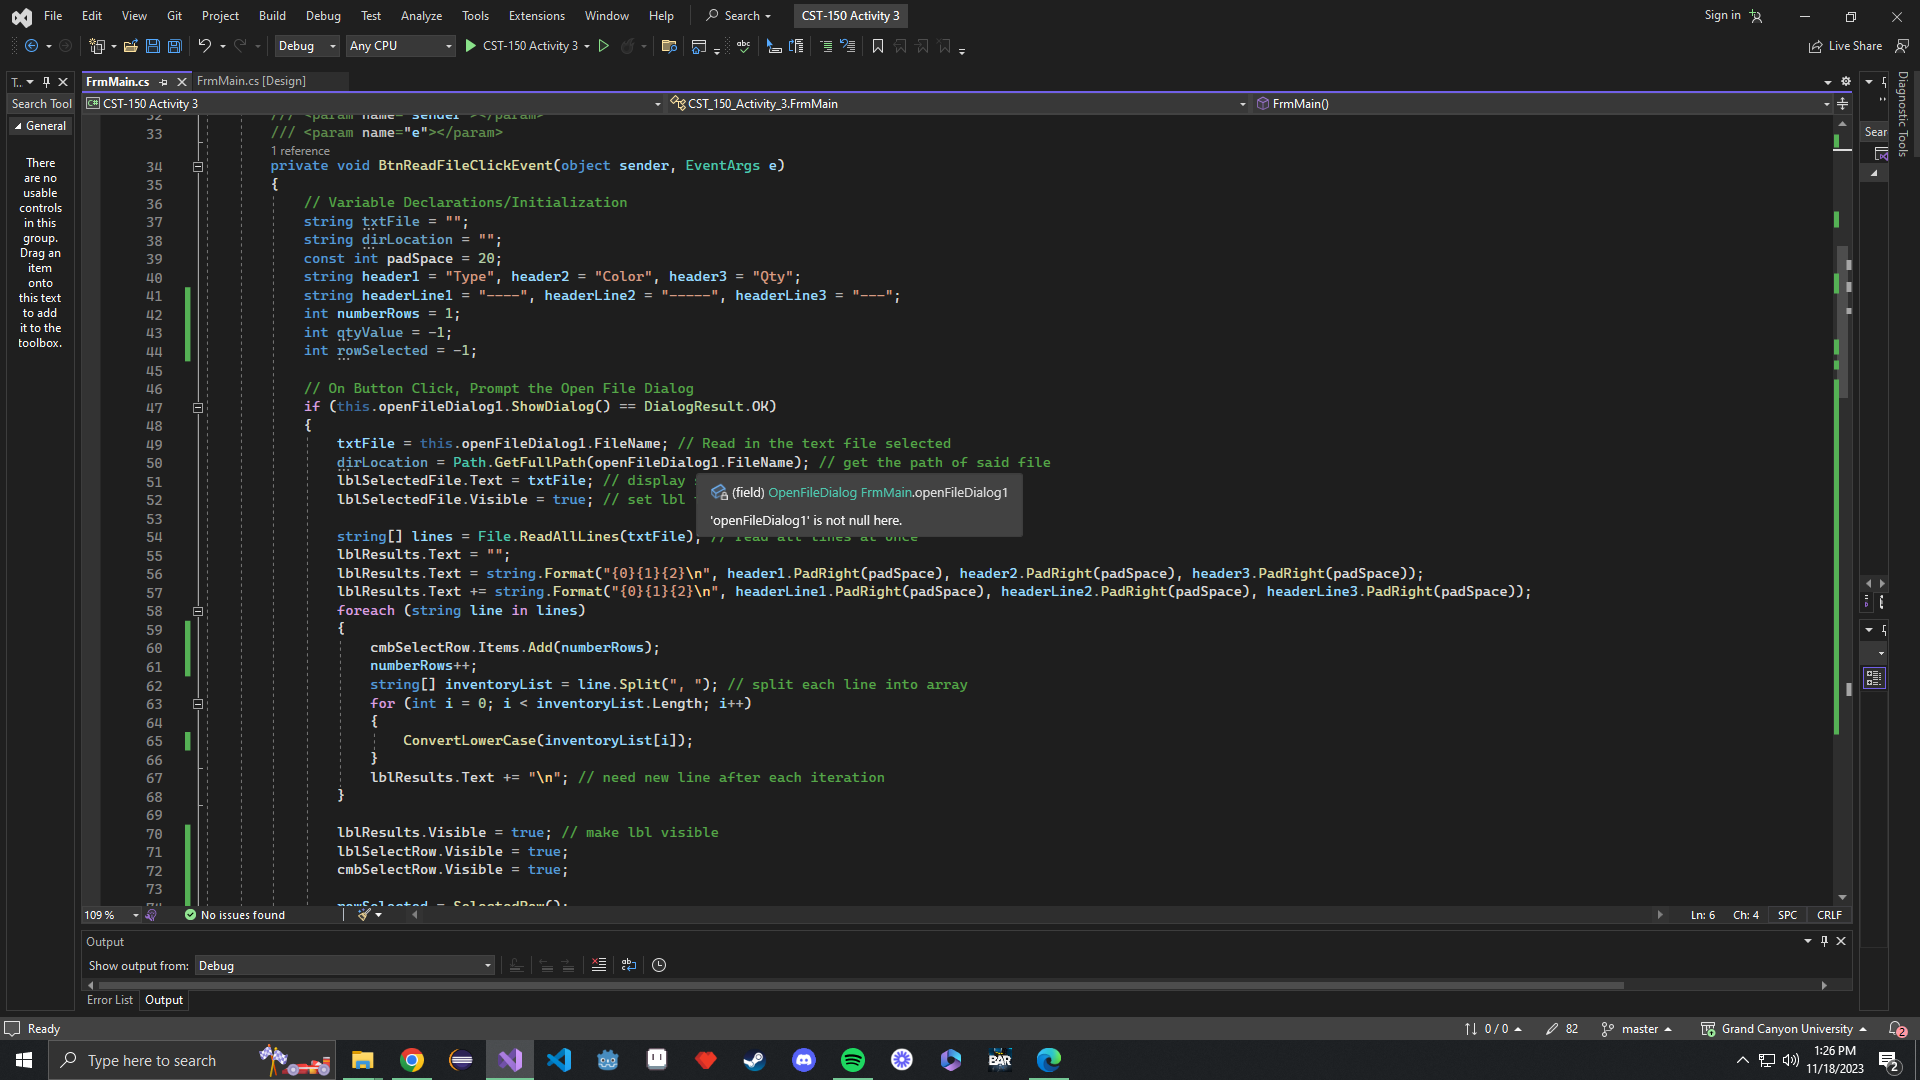 File Edit View Git Project Build Debug Test Analyze Tools Extensions Window Help Search CST-150 Activity 3 Sign in
Debug Any CPU CST-150 Activity 3 Live Share
T... FrmMain.cs FrmMain.cs [Design]
Search Tool CST-150 Activity 3 CST_150_Activity_3.FrmMain FrmMain()
General
There
are no
usable
controls
in this
group.
Drag an
item
onto
this text
to add
it to the
toolbox.
Diagnostic Tools
Sear
32 /// <param name="sender"></param>
33 /// <param name="e"></param>
1 reference
34 private void BtnReadFileClickEvent(object sender, EventArgs e)
35 {
36 // Variable Declarations/Initialization
37 string txtFile = "";
38 string dirLocation = "";
39 const int padSpace = 20;
40 string header1 = "Type", header2 = "Color", header3 = "Qty";
41 string headerLine1 = "----", headerLine2 = "-----", headerLine3 = "---";
42 int numberRows = 1;
43 int qtyValue = -1;
44 int rowSelected = -1;
45
46 // On Button Click, Prompt the Open File Dialog
47 if (this.openFileDialog1.ShowDialog() == DialogResult.OK)
48 {
49 txtFile = this.openFileDialog1.FileName; // Read in the text file selected
50 dirLocation = Path.GetFullPath(openFileDialog1.FileName); // get the path of said file
51 lblSelectedFile.Text = txtFile; // display
52 lblSelectedFile.Visible = true; // set lbl
(field) OpenFileDialog FrmMain.openFileDialog1
'openFileDialog1' is not null here.
53
54 string[] lines = File.ReadAllLines(txtFile); // read all lines at once
55 lblResults.Text = "";
56 lblResults.Text = string.Format("{0}{1}{2}\n", header1.PadRight(padSpace), header2.PadRight(padSpace), header3.PadRight(padSpace));
57 lblResults.Text += string.Format("{0}{1}{2}\n", headerLine1.PadRight(padSpace), headerLine2.PadRight(padSpace), headerLine3.PadRight(padSpace));
58 foreach (string line in lines)
59 {
60 cmbSelectRow.Items.Add(numberRows);
61 numberRows++;
62 string[] inventoryList = line.Split(", "); // split each line into array
63 for (int i = 0; i < inventoryList.Length; i++)
64 {
65 ConvertLowerCase(inventoryList[i]);
66 }
67 lblResults.Text += "\n"; // need new line after each iteration
68 }
69
70 lblResults.Visible = true; // make lbl visible
71 lblSelectRow.Visible = true;
72 cmbSelectRow.Visible = true;
73
74 rowSelected = SelectedRow();
109 % No issues found Ln: 6 Ch: 4 SPC CRLF
Output
Show output from: Debug
Error List Output
Ready 0 / 0 82 master Grand Canyon University 2
Type here to search BAR 1:26 PM
11/18/2023 2